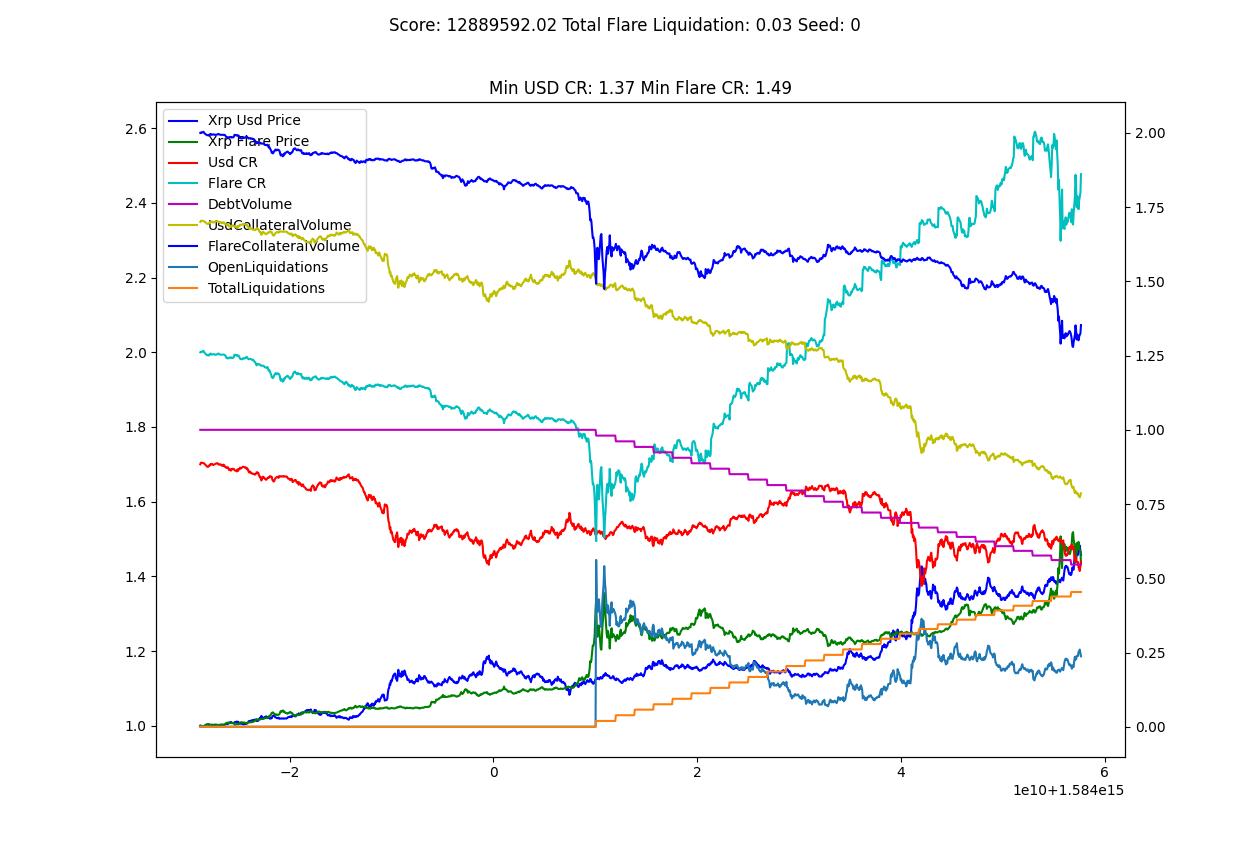 Score: 12889592.02 Total Flare Liquidation: 0.03 Seed: 0
Min USD CR: 1.37 Min Flare CR: 1.49
Xrp Usd Price
Xrp Flare Price
Usd CR
Flare CR
DebtVolume
UsdCollateralVolume
FlareCollateralVolume
OpenLiquidations
TotalLiquidations
2.6
2.4
2.2
2.0
1.8
1.6
1.4
1.2
1.0
2.00
1.75
1.50
1.25
1.00
0.75
0.50
0.25
0.00
−2
0
2
4
6
1e10+1.584e15